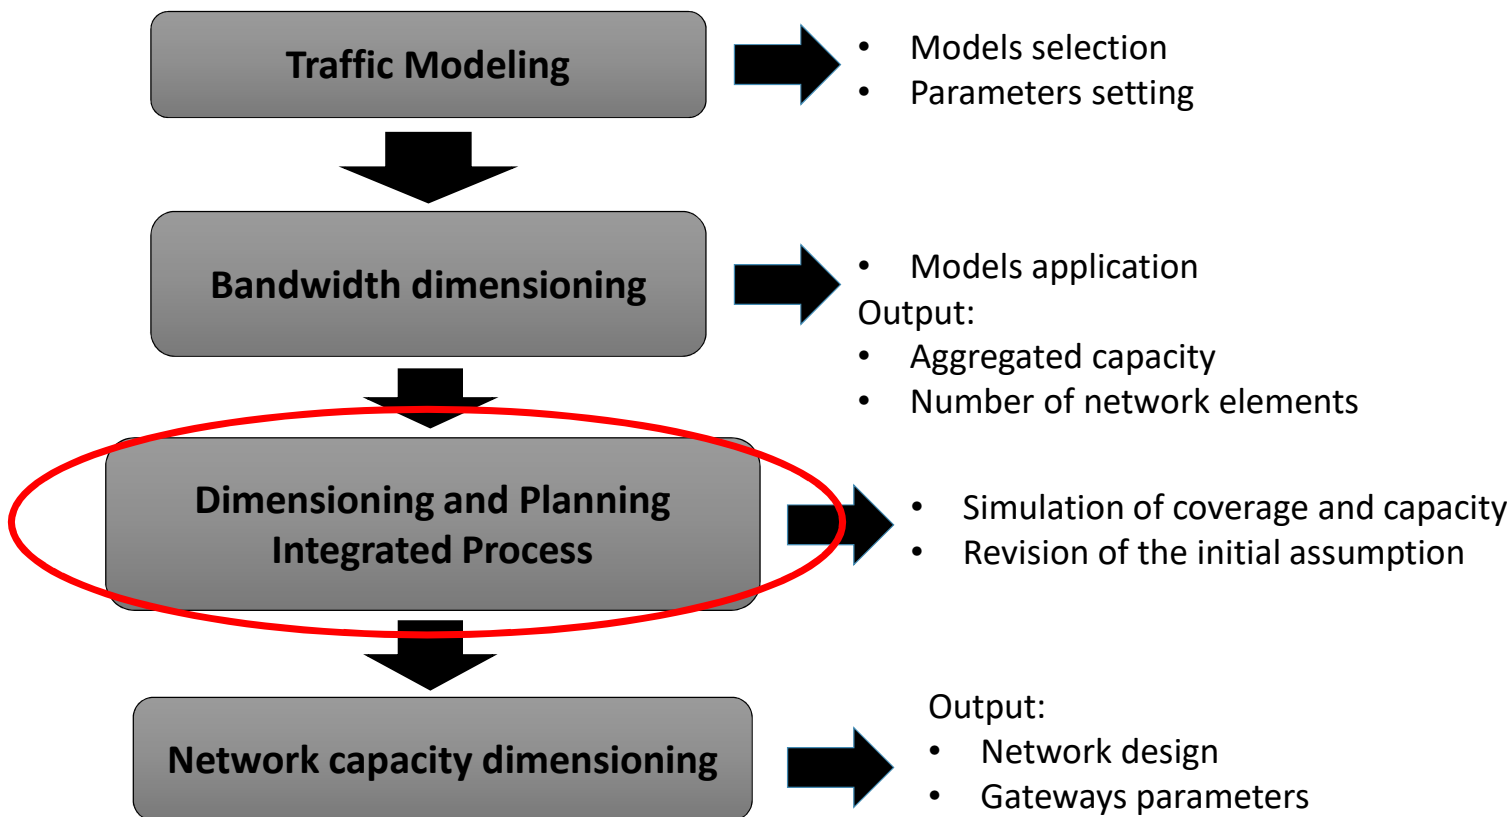 Traffic Modeling
• Models selection
• Parameters setting
Bandwidth dimensioning
• Models application
Output:
• Aggregated capacity
• Number of network elements
Dimensioning and Planning
Integrated Process
• Simulation of coverage and capacity
• Revision of the initial assumption
Network capacity dimensioning
Output:
• Network design
• Gateways parameters